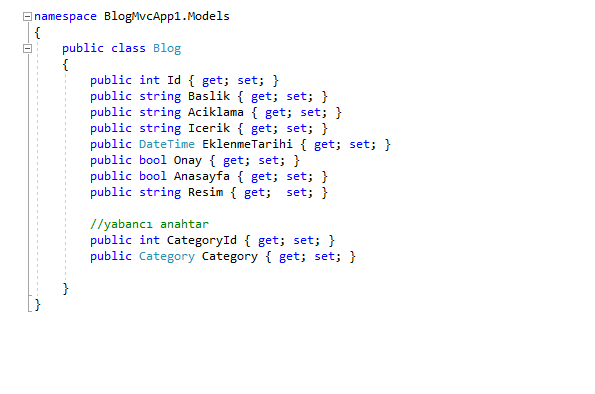 namespace BlogMvcApp1.Models
{
    public class Blog
    {
        public int Id { get; set; }
        public string Baslik { get; set; }
        public string Aciklama { get; set; }
        public string Icerik { get; set; }
        public DateTime EklenmeTarihi { get; set; }
        public bool Onay { get; set; }
        public bool Anasayfa { get; set; }
        public string Resim { get;  set; }

        //yabancı anahtar
        public int CategoryId { get; set; }
        public Category Category { get; set; }

    }
}